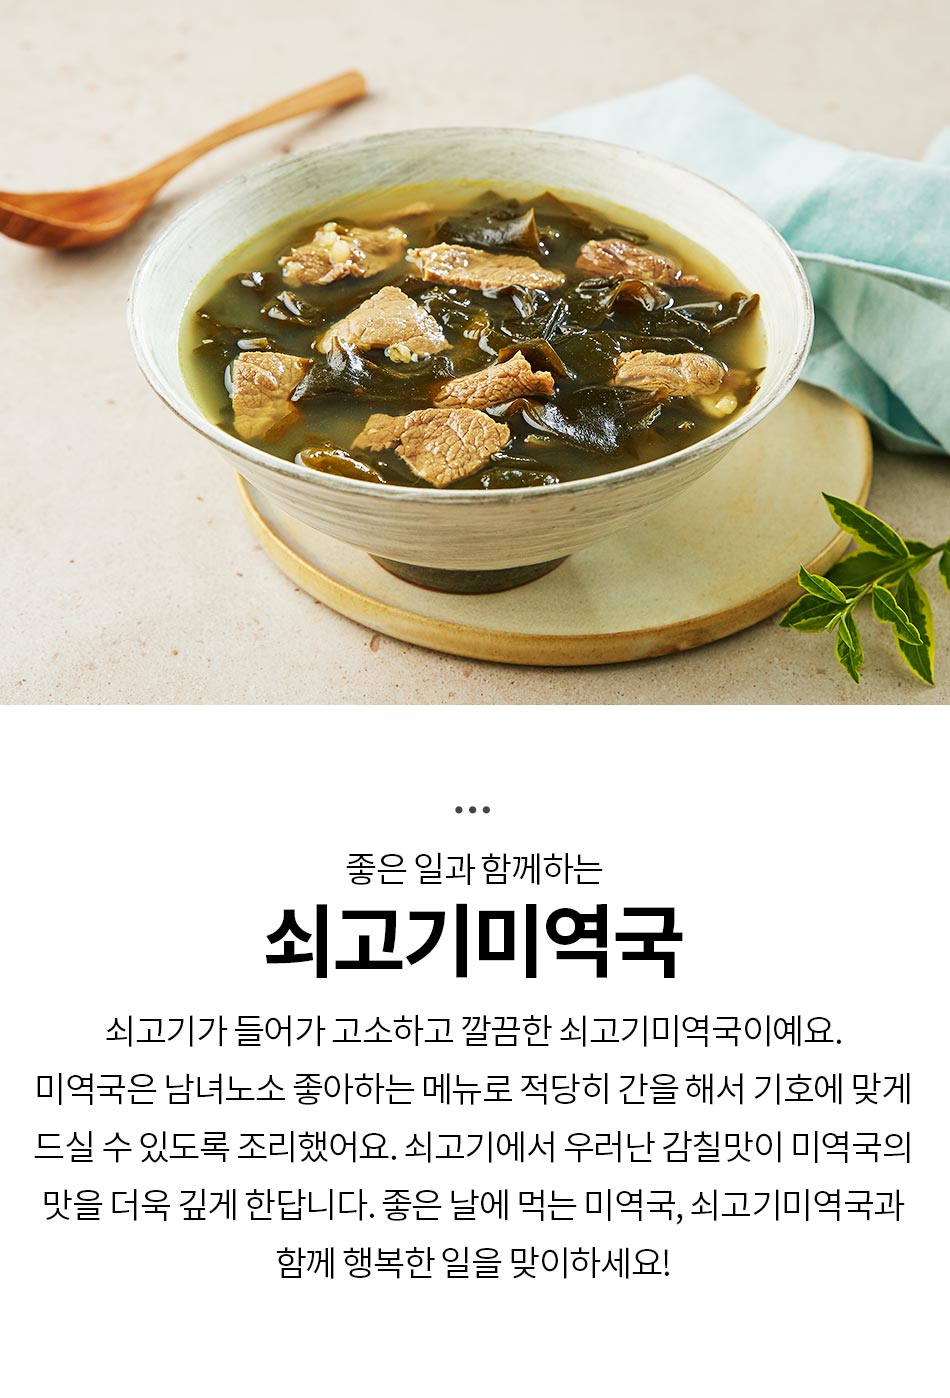 좋은 일과 함께하는
쇠고기미역국
쇠고기가 들어가 고소하고 깔끔한 쇠고기미역국이예요.
미역국은 남녀노소 좋아하는 메뉴로 적당히 간을 해서 기호에 맞게
드실 수 있도록 조리했어요. 쇠고기에서 우러난 감칠맛이 미역국의
맛을 더욱 깊게 한답니다. 좋은 날에 먹는 미역국, 쇠고기미역국과
함께 행복한 일을 맞이하세요!